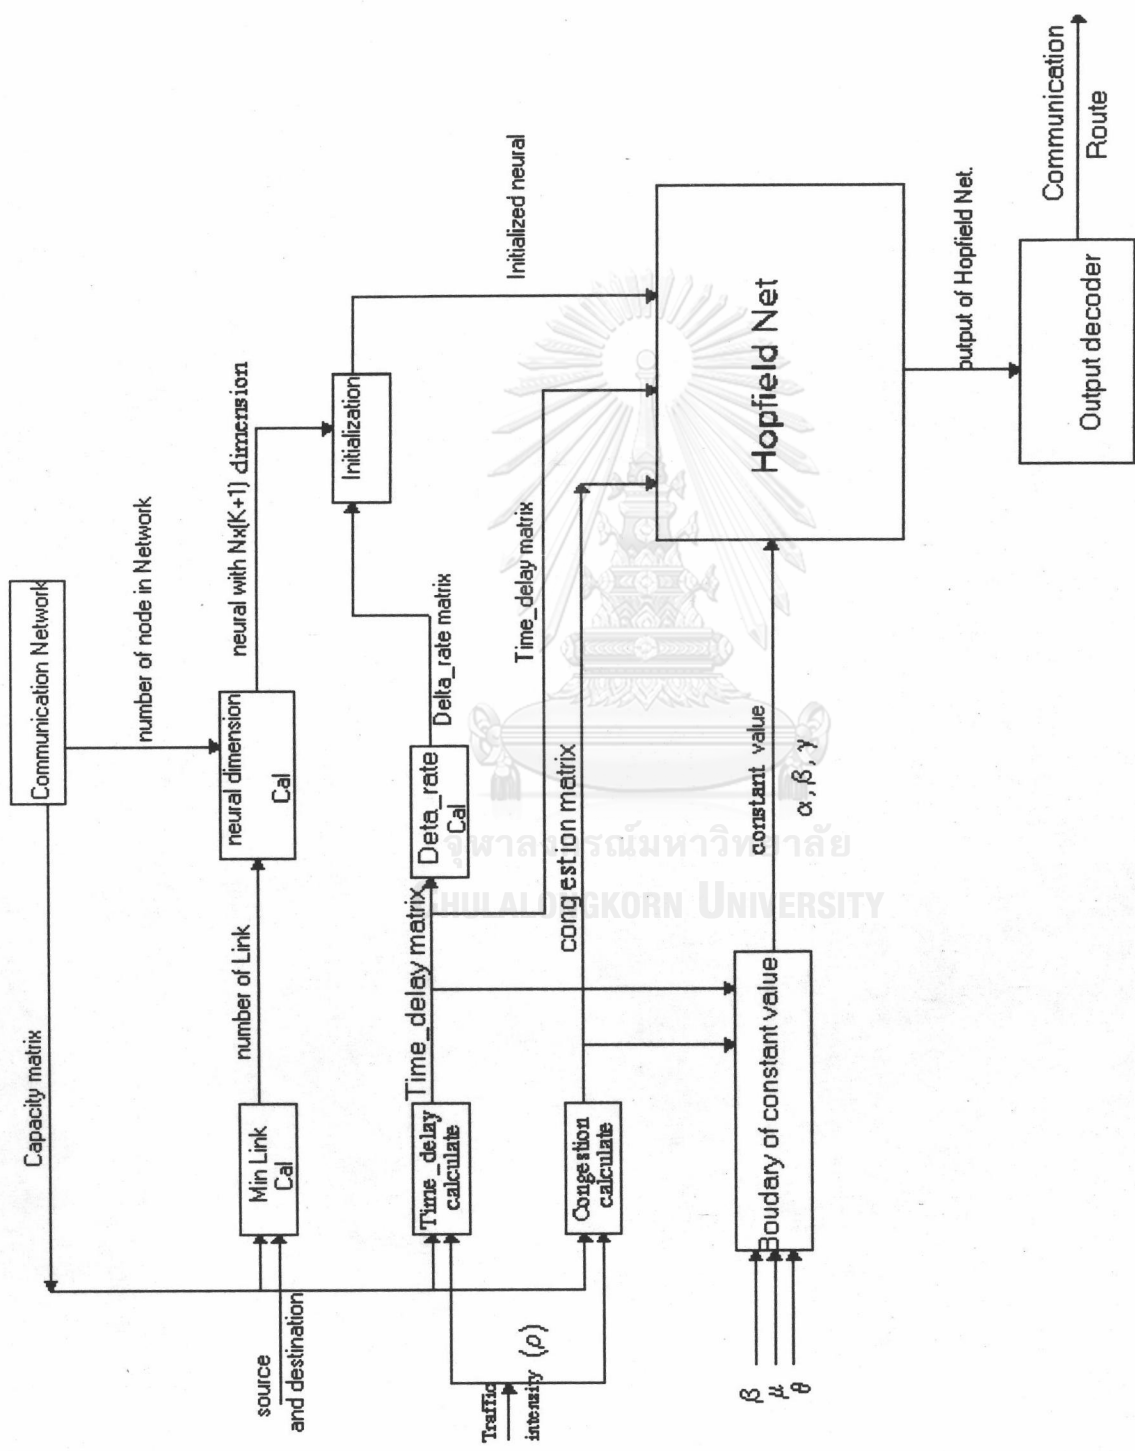 Communication Network
Capacity matrix
number of node in Network
source
and destination
Min Link
Cal
number of Link
neural dimension
Cal
neural with Nx(K+1) dimension
Traffic
intensity (ρ)
Time_delay
calculate
Time_delay matrix
Deta_rate
Cal
Delta_rate matrix
Initialization
Initialized neural
Time_delay matrix
Congestion
calculate
congestion matrix
β
μ
θ
Boudary of constant value
constant value
α, β, γ
Hopfield Net
output of Hopfield Net.
Output decoder
Communication
Route
จุฬาลงกรณ์มหาวิทยาลัย
CHULALONGKORN UNIVERSITY